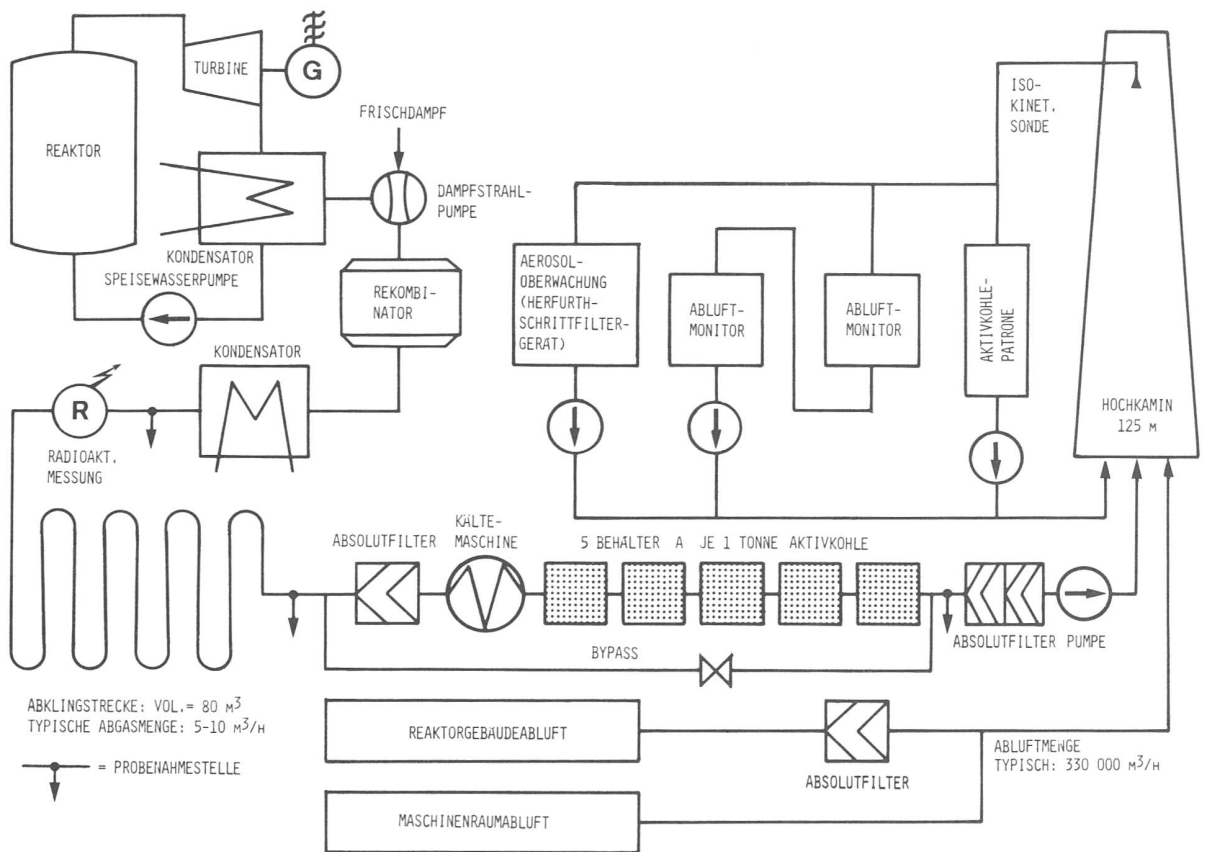 TURBINE
G
REAKTOR
FRISCHDAMPF
DAMPFSTRAHL-
PUMPE
KONDENSATOR
SPEISEWASSERPUMPE
REKOMBI-
NATOR
KONDENSATOR
R
RADIOAKT.
MESSUNG
ISO-
KINET.
SONDE
AEROSOL-
OBERWACHUNG
(HERFURTH-
SCHRITTFILTER-
GERÄT)
ABLUFT-
MONITOR
ABLUFT-
MONITOR
AKTIVKOHLE-
PATRONE
HOCHKAMIN
125 M
ABSOLUTFILTER
KÄLTE-
MASCHINE
5 BEHÄLTER A JE 1 TONNE AKTIVKOHLE
BYPASS
ABSOLUTFILTER PUMPE
ABKLINGSTRECKE: VOL.= 80 M³
TYPISCHE ABGASMENGE: 5-10 M³/H
= PROBENAHMESTELLE
REAKTORGEBÄUDEABLUFT
ABSOLUTFILTER
ABLUFTMENGE
TYPISCH: 330 000 M³/H
MASCHINENRAUMABLUFT